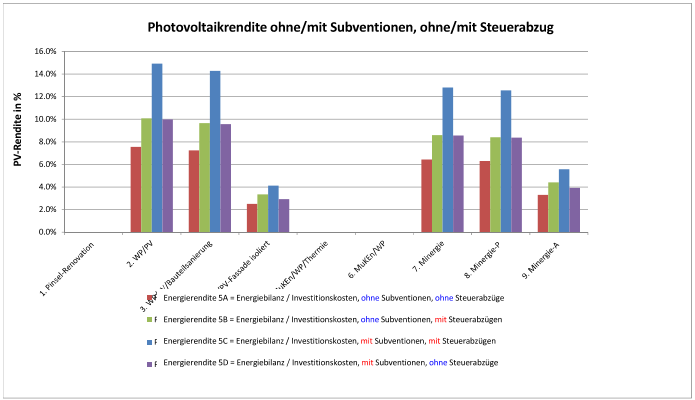 Photovoltaikrendite ohne/mit Subventionen, ohne/mit Steuerabzug
PV-Rendite in %
16.0%
14.0%
12.0%
10.0%
8.0%
6.0%
4.0%
2.0%
0.0%
1. Pinsel-Renovation
2. WP/PV
3. /Bauteilsanierung
PV-Fassade isoliert
/WP/Thermie
6. MuKEn/WP
7. Minergie
8. Minergie-P
9. Minergie-A
Energierendite 5A = Energiebilanz / Investitionskosten, ohne Subventionen, ohne Steuerabzüge
Energierendite 5B = Energiebilanz / Investitionskosten, ohne Subventionen, mit Steuerabzügen
Energierendite 5C = Energiebilanz / Investitionskosten, mit Subventionen, mit Steuerabzügen
Energierendite 5D = Energiebilanz / Investitionskosten, mit Subventionen, ohne Steuerabzüge